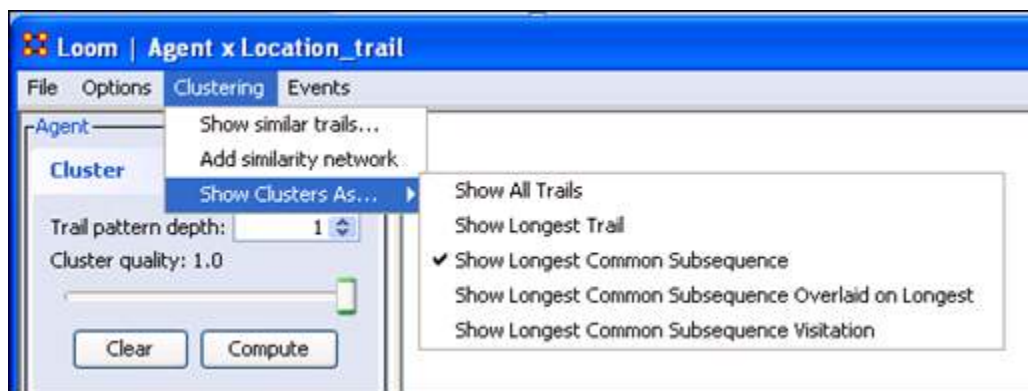 Loom | Agent x Location_trail
File Options Clustering Events
Agent
Cluster
Trail pattern depth: 1
Cluster quality: 1.0
Clear Compute
Show similar trails...
Add similarity network
Show Clusters As...
Show All Trails
Show Longest Trail
Show Longest Common Subsequence
Show Longest Common Subsequence Overlaid on Longest
Show Longest Common Subsequence Visitation